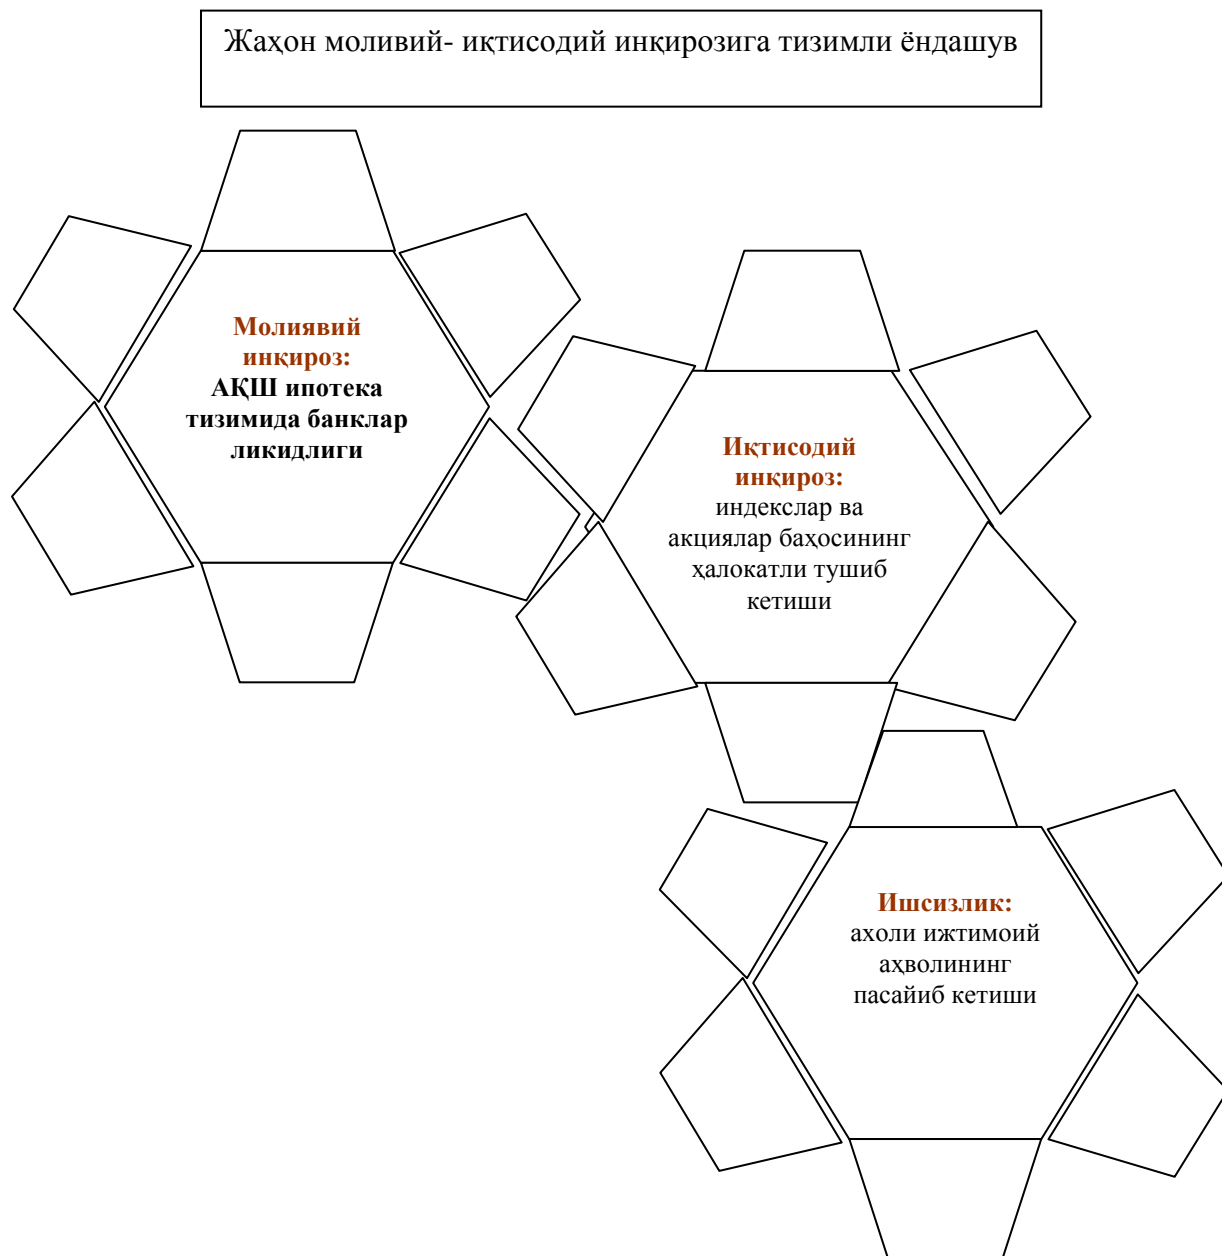 Жаҳон моливий- иқтисодий инқирозига тизимли ёндашув
Молиявий
инқироз:
АҚШ ипотека
тизимида банклар
ликидлиги
Иқтисодий
инқироз:
индекслар ва
акциялар баҳосининг
ҳалокатли тушиб
кетиши
Ишсизлик:
ахоли ижтимоий
аҳволининг
пасайиб кетиши